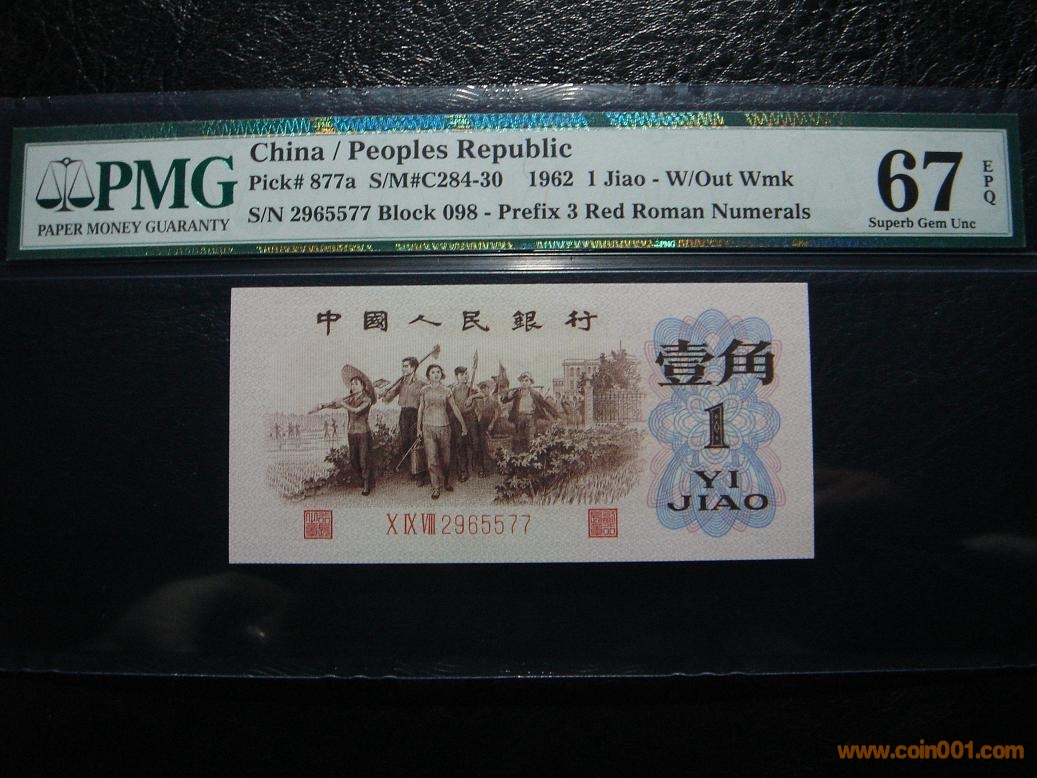 China / Peoples Republic
PMG
PAPER MONEY GUARANTY
Pick# 877a S/M#C284-30 1962 1 Jiao - W/Out Wmk
S/N 2965577 Block 098 - Prefix 3 Red Roman Numerals
67
EPQ
Superb Gem Unc
中國人民銀行
壹角
1
YI
JIAO
X IX VIII 2965577
www.coin001.com